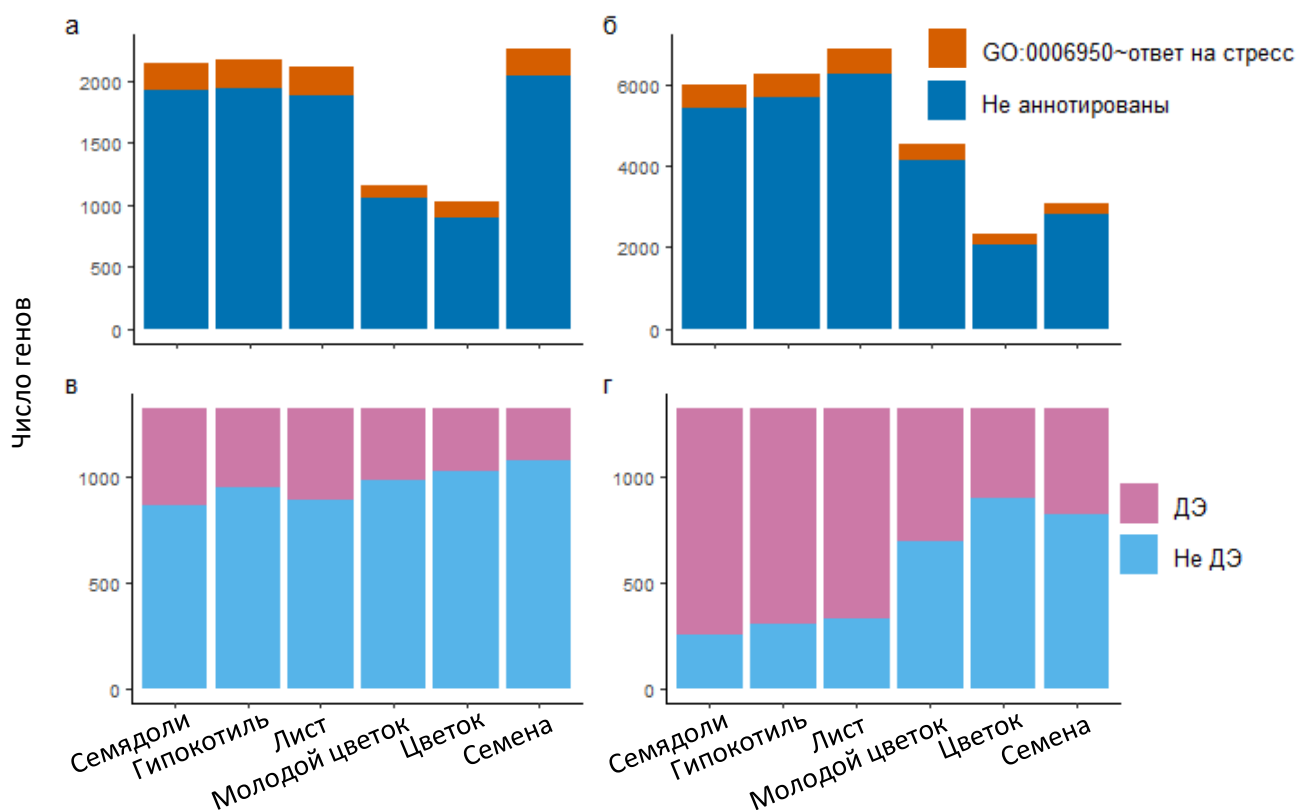 а
2000
1500
1000
500
0
б
6000
4000
2000
0
GO:0006950~ответ на стресс
Не аннотированы
Число генов
в
1000
500
0
Семядоли
Гипокотиль
Лист
Молодой цветок
Цветок
Семена
г
1000
500
0
Семядоли
Гипокотиль
Лист
Молодой цветок
Цветок
Семена
ДЭ
Не ДЭ